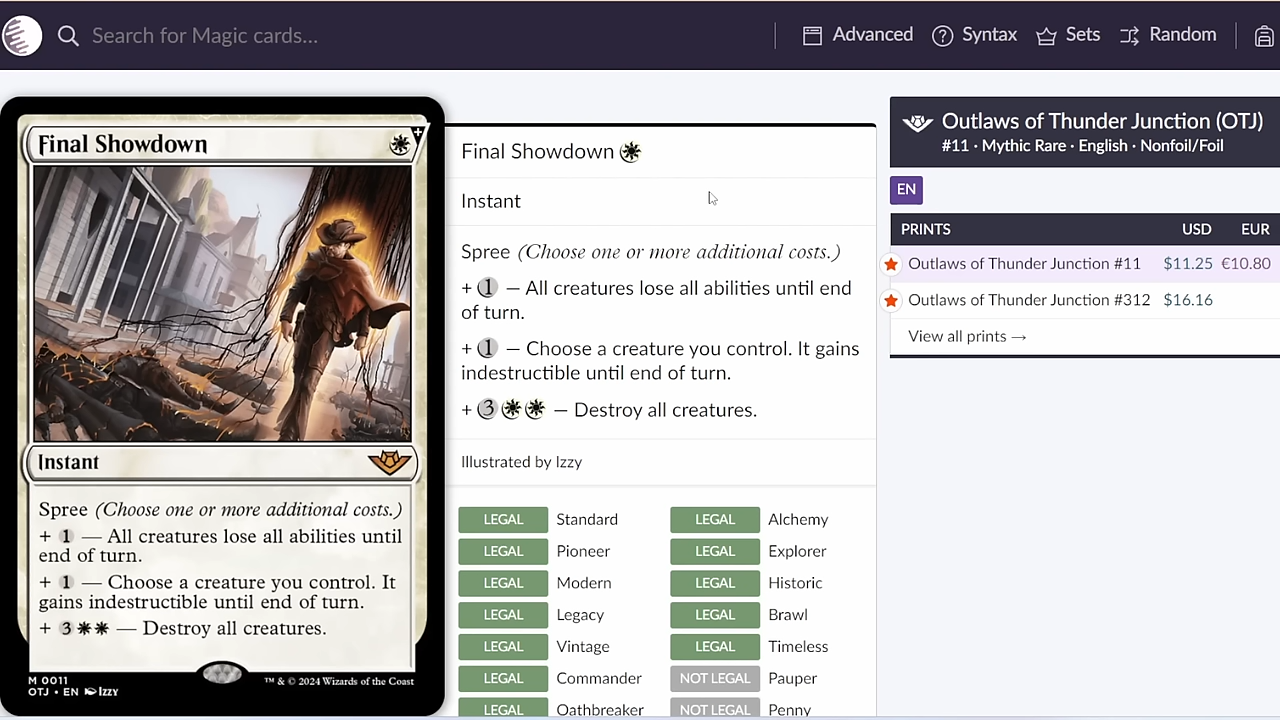 Search for Magic cards...
Advanced
Syntax
Sets
Random
Final Showdown
Instant
Spree (Choose one or more additional costs.)
+ 1 — All creatures lose all abilities until
end of turn.
+ 1 — Choose a creature you control. It
gains indestructible until end of turn.
+ 3 — Destroy all creatures.
M 0011
OTJ • EN Izzy
™ & © 2024 Wizards of the Coast
Final Showdown
Instant
Spree (Choose one or more additional costs.)
+ 1 — All creatures lose all abilities until end
of turn.
+ 1 — Choose a creature you control. It gains
indestructible until end of turn.
+ 3 — Destroy all creatures.
Illustrated by Izzy
LEGAL Standard LEGAL Alchemy
LEGAL Pioneer LEGAL Explorer
LEGAL Modern LEGAL Historic
LEGAL Legacy LEGAL Brawl
LEGAL Vintage LEGAL Timeless
LEGAL Commander NOT LEGAL Pauper
LEGAL Oathbreaker NOT LEGAL Penny
Outlaws of Thunder Junction (OTJ)
#11 · Mythic Rare · English · Nonfoil/Foil
EN
PRINTS USD EUR
Outlaws of Thunder Junction #11 $11.25 €10.80
Outlaws of Thunder Junction #312 $16.16
View all prints →